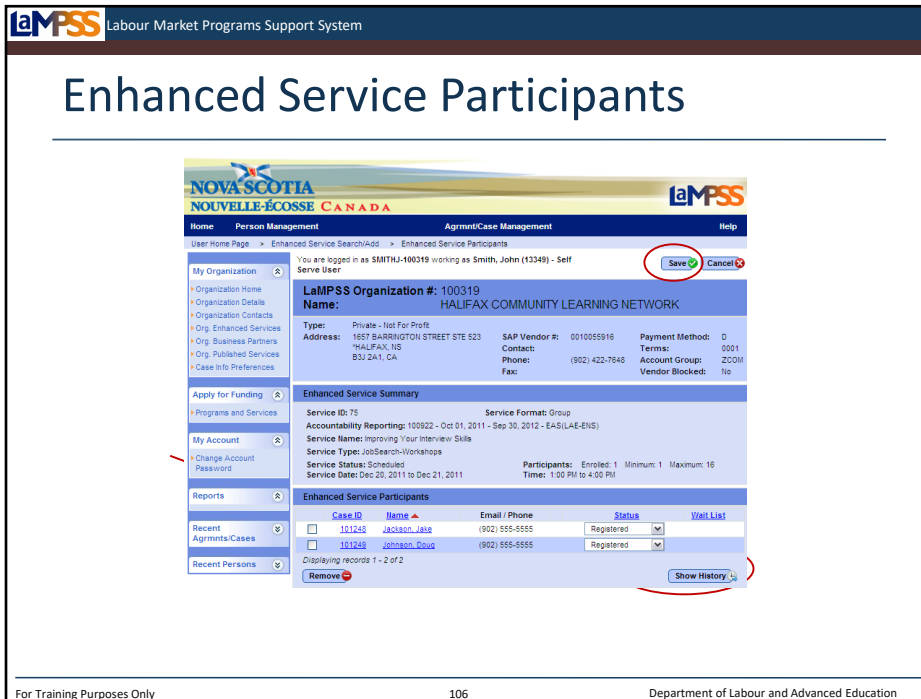 LaMPSS Labour Market Programs Support System
Enhanced Service Participants
NOVA SCOTIA
NOUVELLE-ÉCOSSE CANADA
LaMPSS
Home Person Management Agrmnt/Case Management Help
User Home Page > Enhanced Service Search/Add > Enhanced Service Participants
You are logged in as SMITHJ-100319 working as Smith, John (13349) - Self
Serve User
Save Cancel
My Organization
Organization Home
Organization Details
Organization Contacts
Org. Enhanced Services
Org. Business Partners
Org. Published Services
Case Info Preferences
Apply for Funding
Programs and Services
My Account
Change Account
Password
Reports
Recent
Agrmnts/Cases
Recent Persons
LaMPSS Organization #: 100319
Name: HALIFAX COMMUNITY LEARNING NETWORK
Type: Private - Not For Profit
Address: 1657 BARRINGTON STREET STE 523 SAP Vendor #: 0010055916 Payment Method: D
*HALIFAX, NS Contact: Terms: 0001
B3J 2A1, CA Phone: (902) 422-7648 Account Group: ZCOM
Fax: Vendor Blocked: No
Enhanced Service Summary
Service ID: 75 Service Format: Group
Accountability Reporting: 100922 - Oct 01, 2011 - Sep 30, 2012 - EAS(LAE-ENS)
Service Name: Improving Your Interview Skills
Service Type: JobSearch-Workshops
Service Status: Scheduled Participants: Enrolled: 1 Minimum: 1 Maximum: 16
Service Date: Dec 20, 2011 to Dec 21, 2011 Time: 1:00 PM to 4:00 PM
Enhanced Service Participants
Case ID Name Email / Phone Status Wait List
101248 Jackson, Jake (902) 555-5555 Registered
101249 Johnson, Doug (902) 555-5555 Registered
Displaying records 1 - 2 of 2
Remove Show History
For Training Purposes Only 106 Department of Labour and Advanced Education